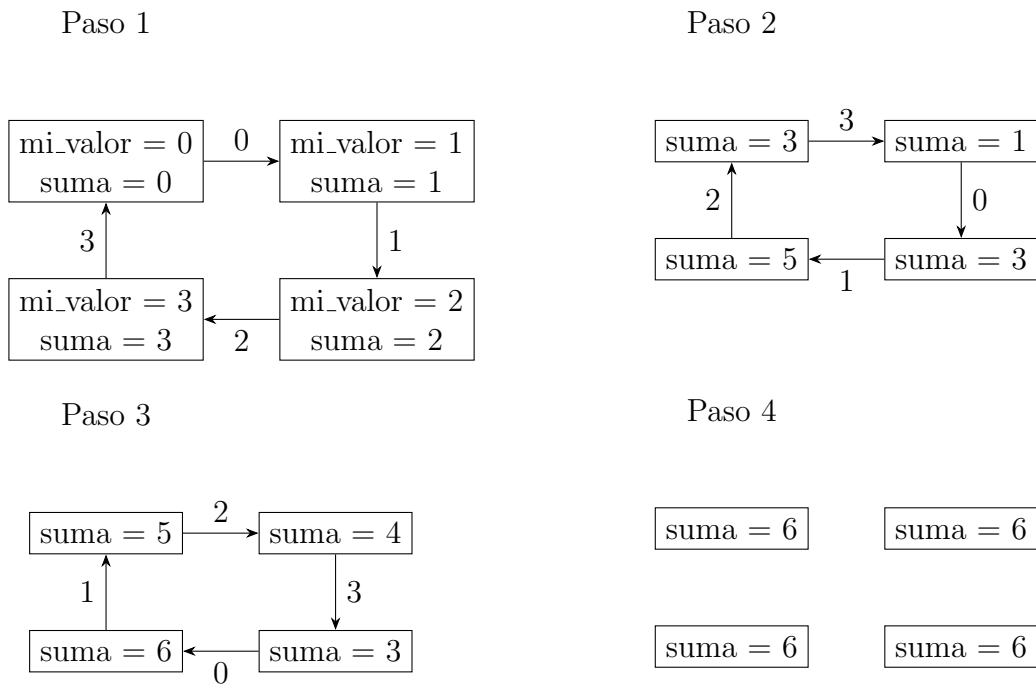 Paso 1
mi_valor = 0
suma = 0
0
mi_valor = 1
suma = 1
3
1
mi_valor = 3
suma = 3
2
mi_valor = 2
suma = 2
Paso 2
suma = 3
3
suma = 1
2
0
suma = 5
1
suma = 3
Paso 3
suma = 5
2
suma = 4
1
3
suma = 6
0
suma = 3
Paso 4
suma = 6
suma = 6
suma = 6
suma = 6